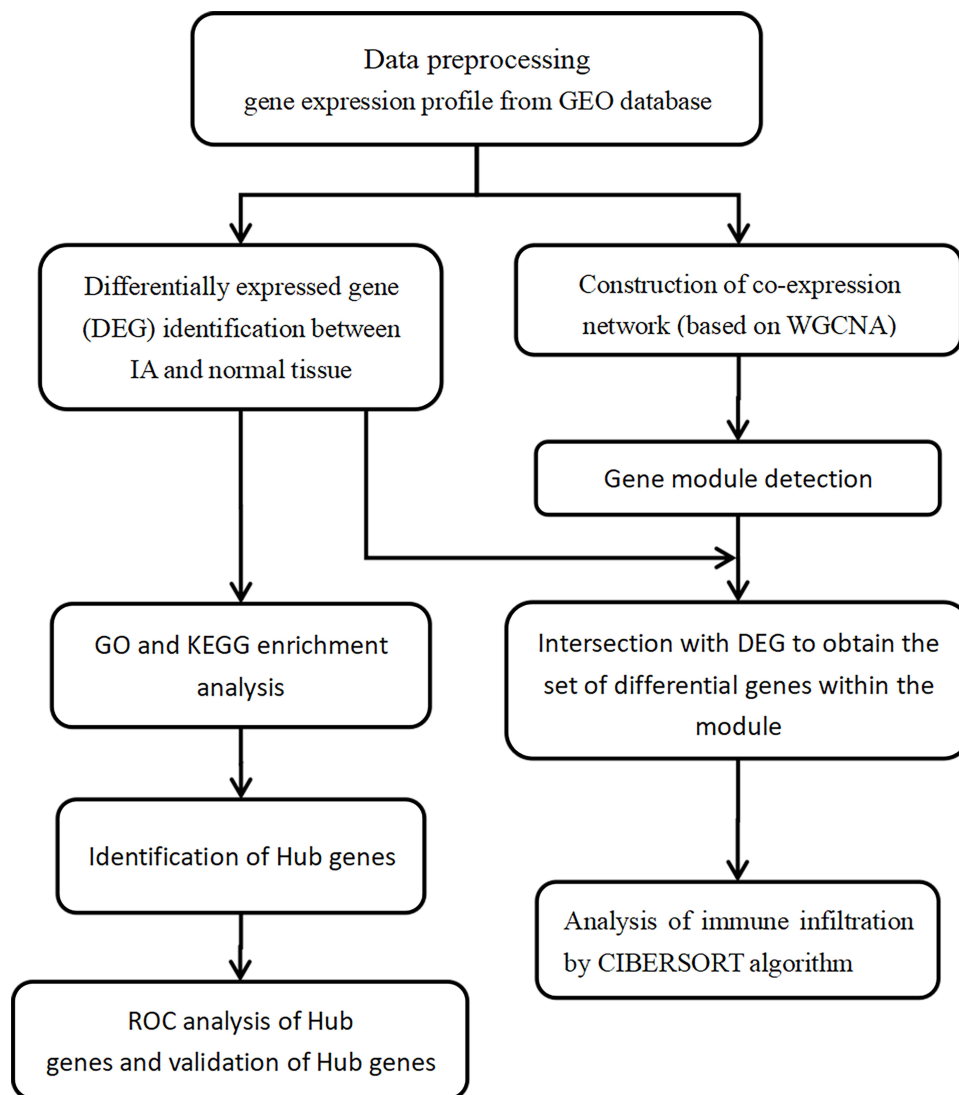 Data preprocessing
gene expression profile from GEO database
Differentially expressed gene
(DEG) identification between
IA and normal tissue
Construction of co-expression
network (based on WGCNA)
Gene module detection
GO and KEGG enrichment
analysis
Intersection with DEG to obtain the
set of differential genes within the
module
Identification of Hub genes
Analysis of immune infiltration
by CIBERSORT algorithm
ROC analysis of Hub
genes and validation of Hub genes